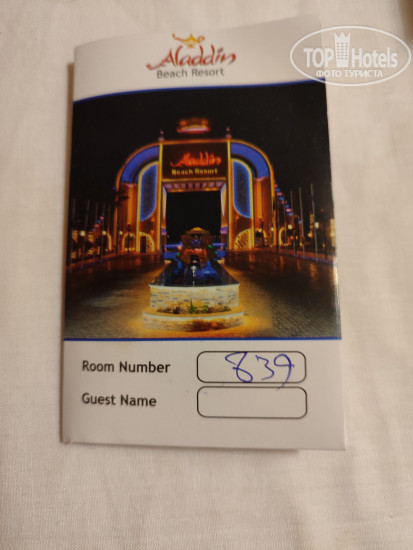 TOP Hotels
ФОТО ТУРИСТА
Aladdin
Beach Resort
Aladdin
Beach Resort
Room Number 839
Guest Name